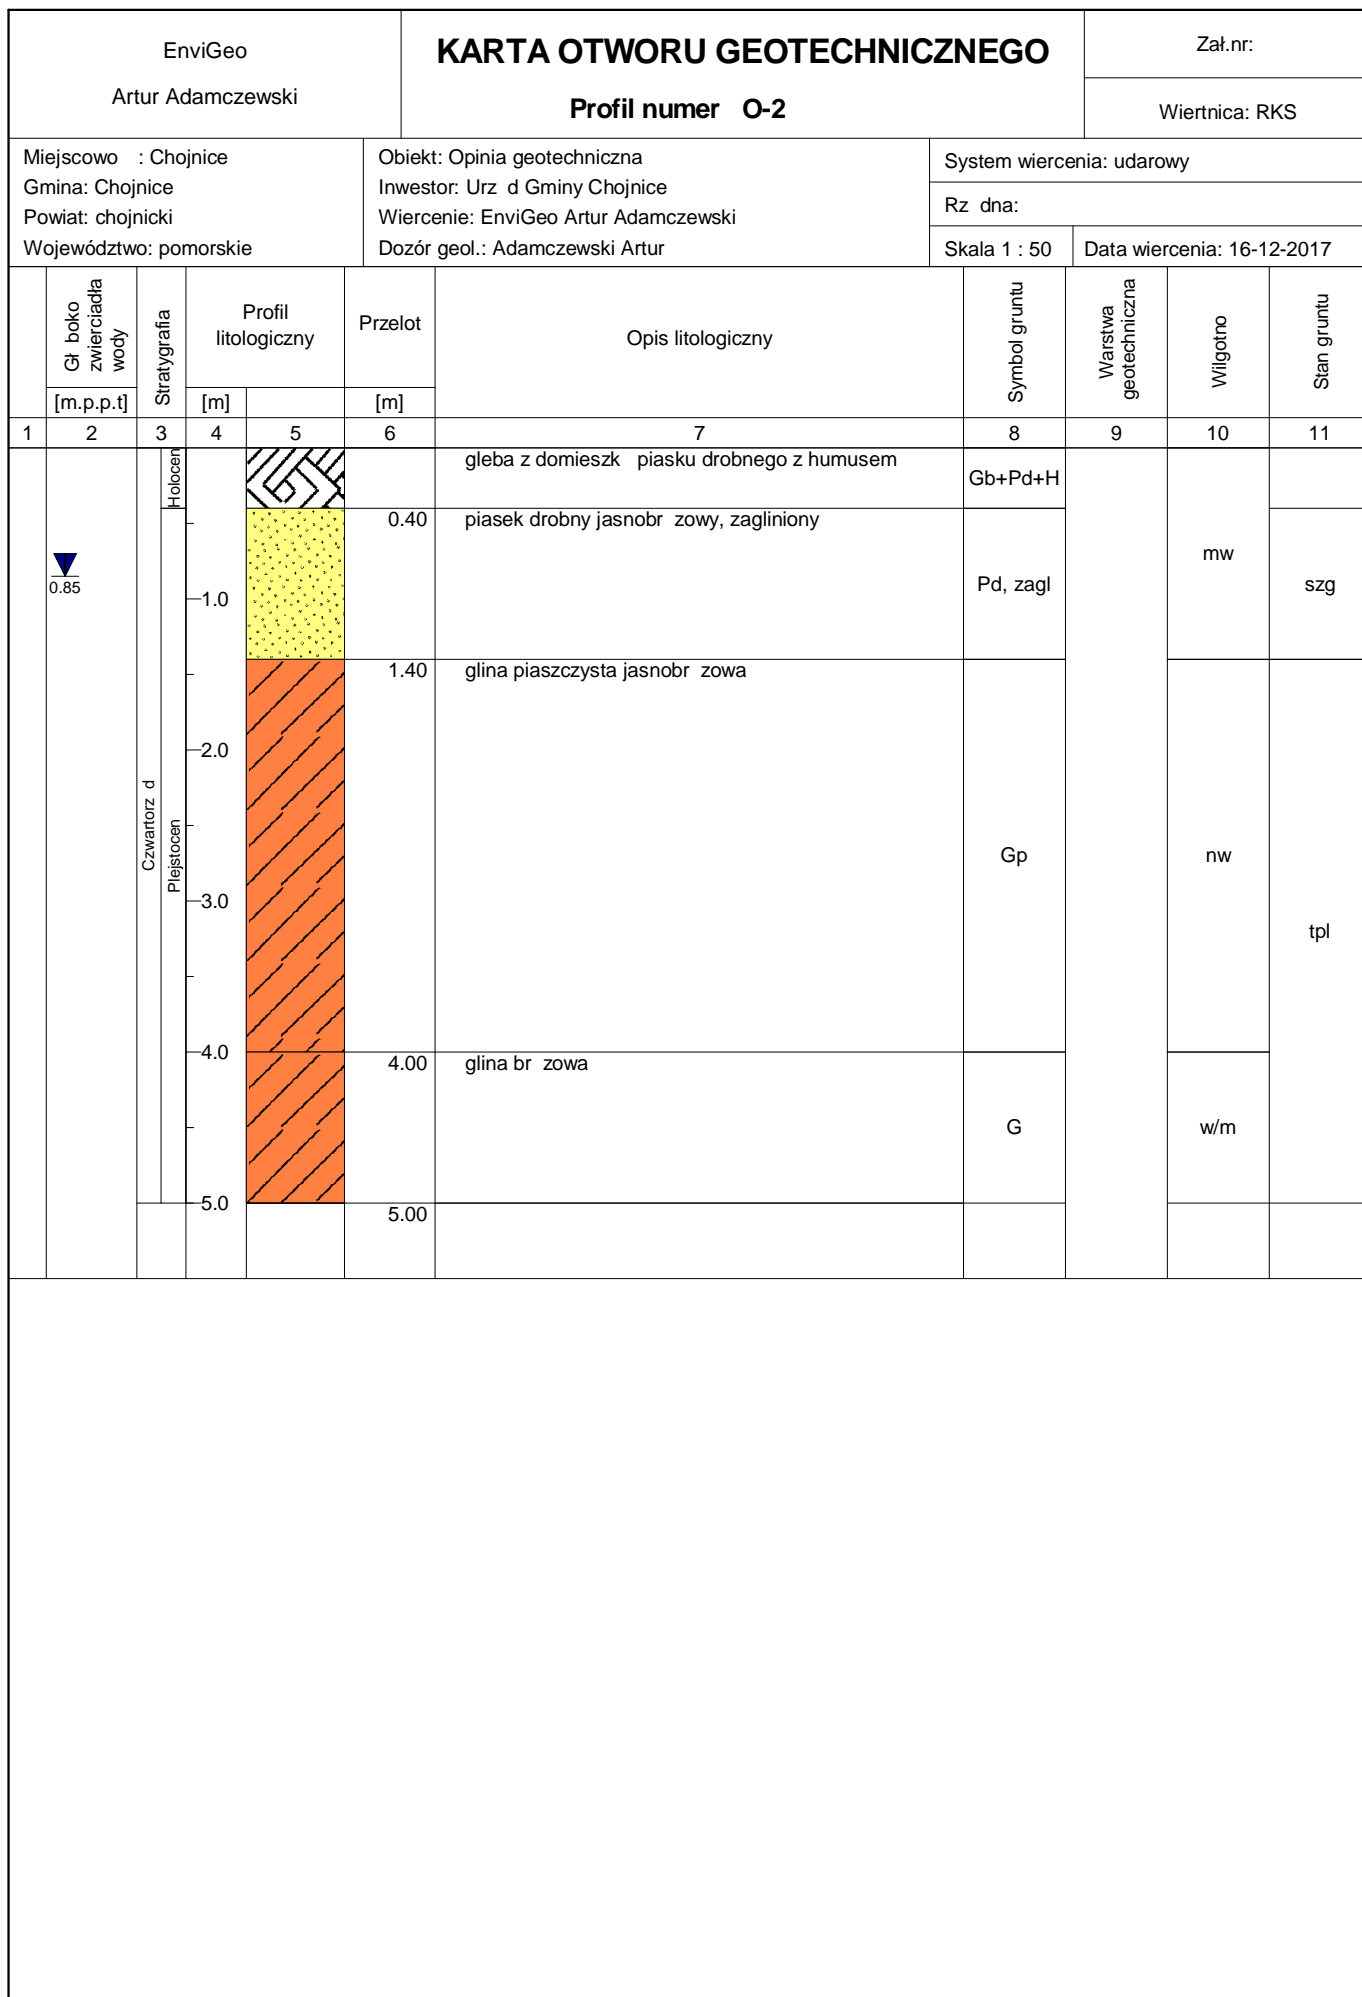 EnviGeo
Artur Adamczewski
KARTA OTWORU GEOTECHNICZNEGO
Profil numer O-2
Zał.nr:
Wiertnica: RKS
Miejscowo : Chojnice
Gmina: Chojnice
Powiat: chojnicki
Województwo: pomorskie
Obiekt: Opinia geotechniczna
Inwestor: Urz d Gminy Chojnice
Wiercenie: EnviGeo Artur Adamczewski
Dozór geol.: Adamczewski Artur
System wiercenia: udarowy
Rz dna:
Skala 1 : 50
Data wiercenia: 16-12-2017
Gł boko
zwierciadła
wody
[m.p.p.t]
Stratygrafia
Profil
litologiczny
[m]
Przelot
[m]
Opis litologiczny
Symbol gruntu
Warstwa
geotechniczna
Wilgotno
Stan gruntu
1 2 3 4 5 6 7 8 9 10 11
Holocen
gleba z domieszk piasku drobnego z humusem
Gb+Pd+H
0.40 piasek drobny jasnobr zowy, zagliniony
mw
0.85
1.0
Pd, zagl
szg
1.40 glina piaszczysta jasnobr zowa
2.0
Czwartorz d
Plejstocen
Gp
nw
3.0
tpl
4.0
4.00 glina br zowa
G
w/m
5.0
5.00